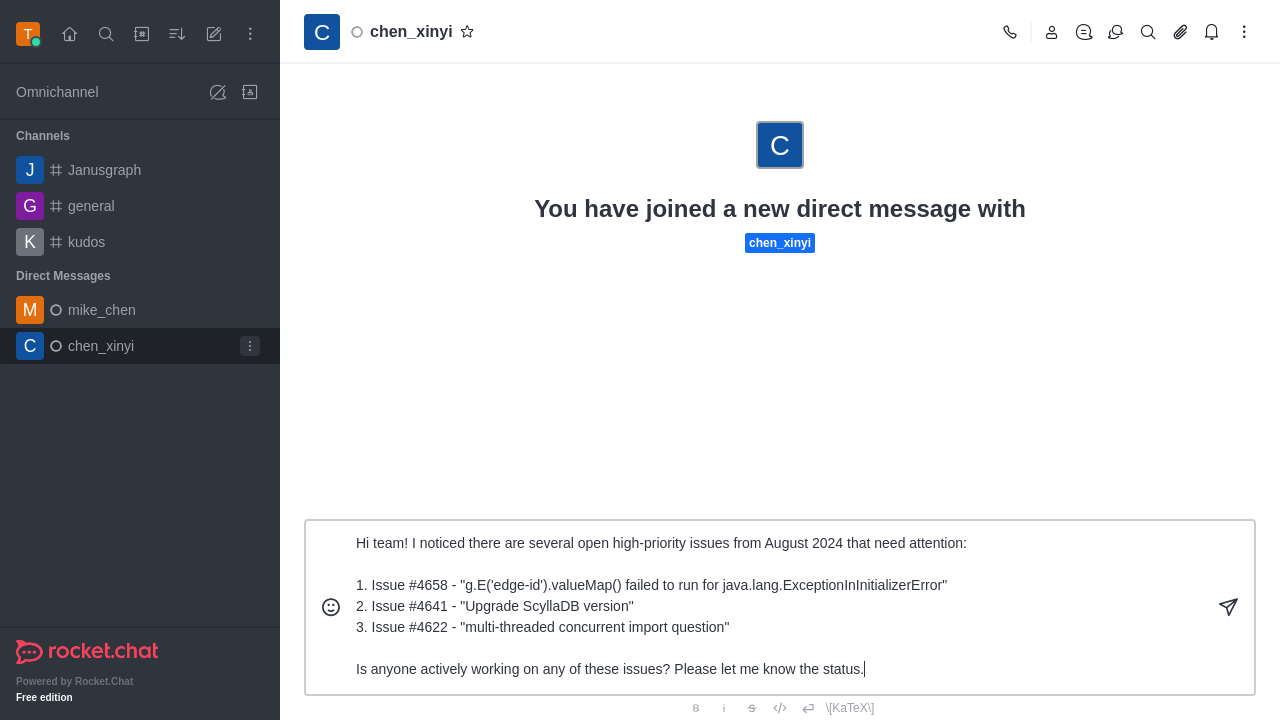 T
Omnichannel
Channels
J Janusgraph
G general
K kudos
Direct Messages
M mike_chen
C chen_xinyi
rocket.chat
Powered by Rocket.Chat
Free edition
C chen_xinyi
C
You have joined a new direct message with
chen_xinyi
Hi team! I noticed there are several open high-priority issues from August 2024 that need attention:
1. Issue #4658 - "g.E('edge-id').valueMap() failed to run for java.lang.ExceptionInInitializerError"
2. Issue #4641 - "Upgrade ScyllaDB version"
3. Issue #4622 - "multi-threaded concurrent import question"
Is anyone actively working on any of these issues? Please let me know the status.
B i S \[KaTeX\]